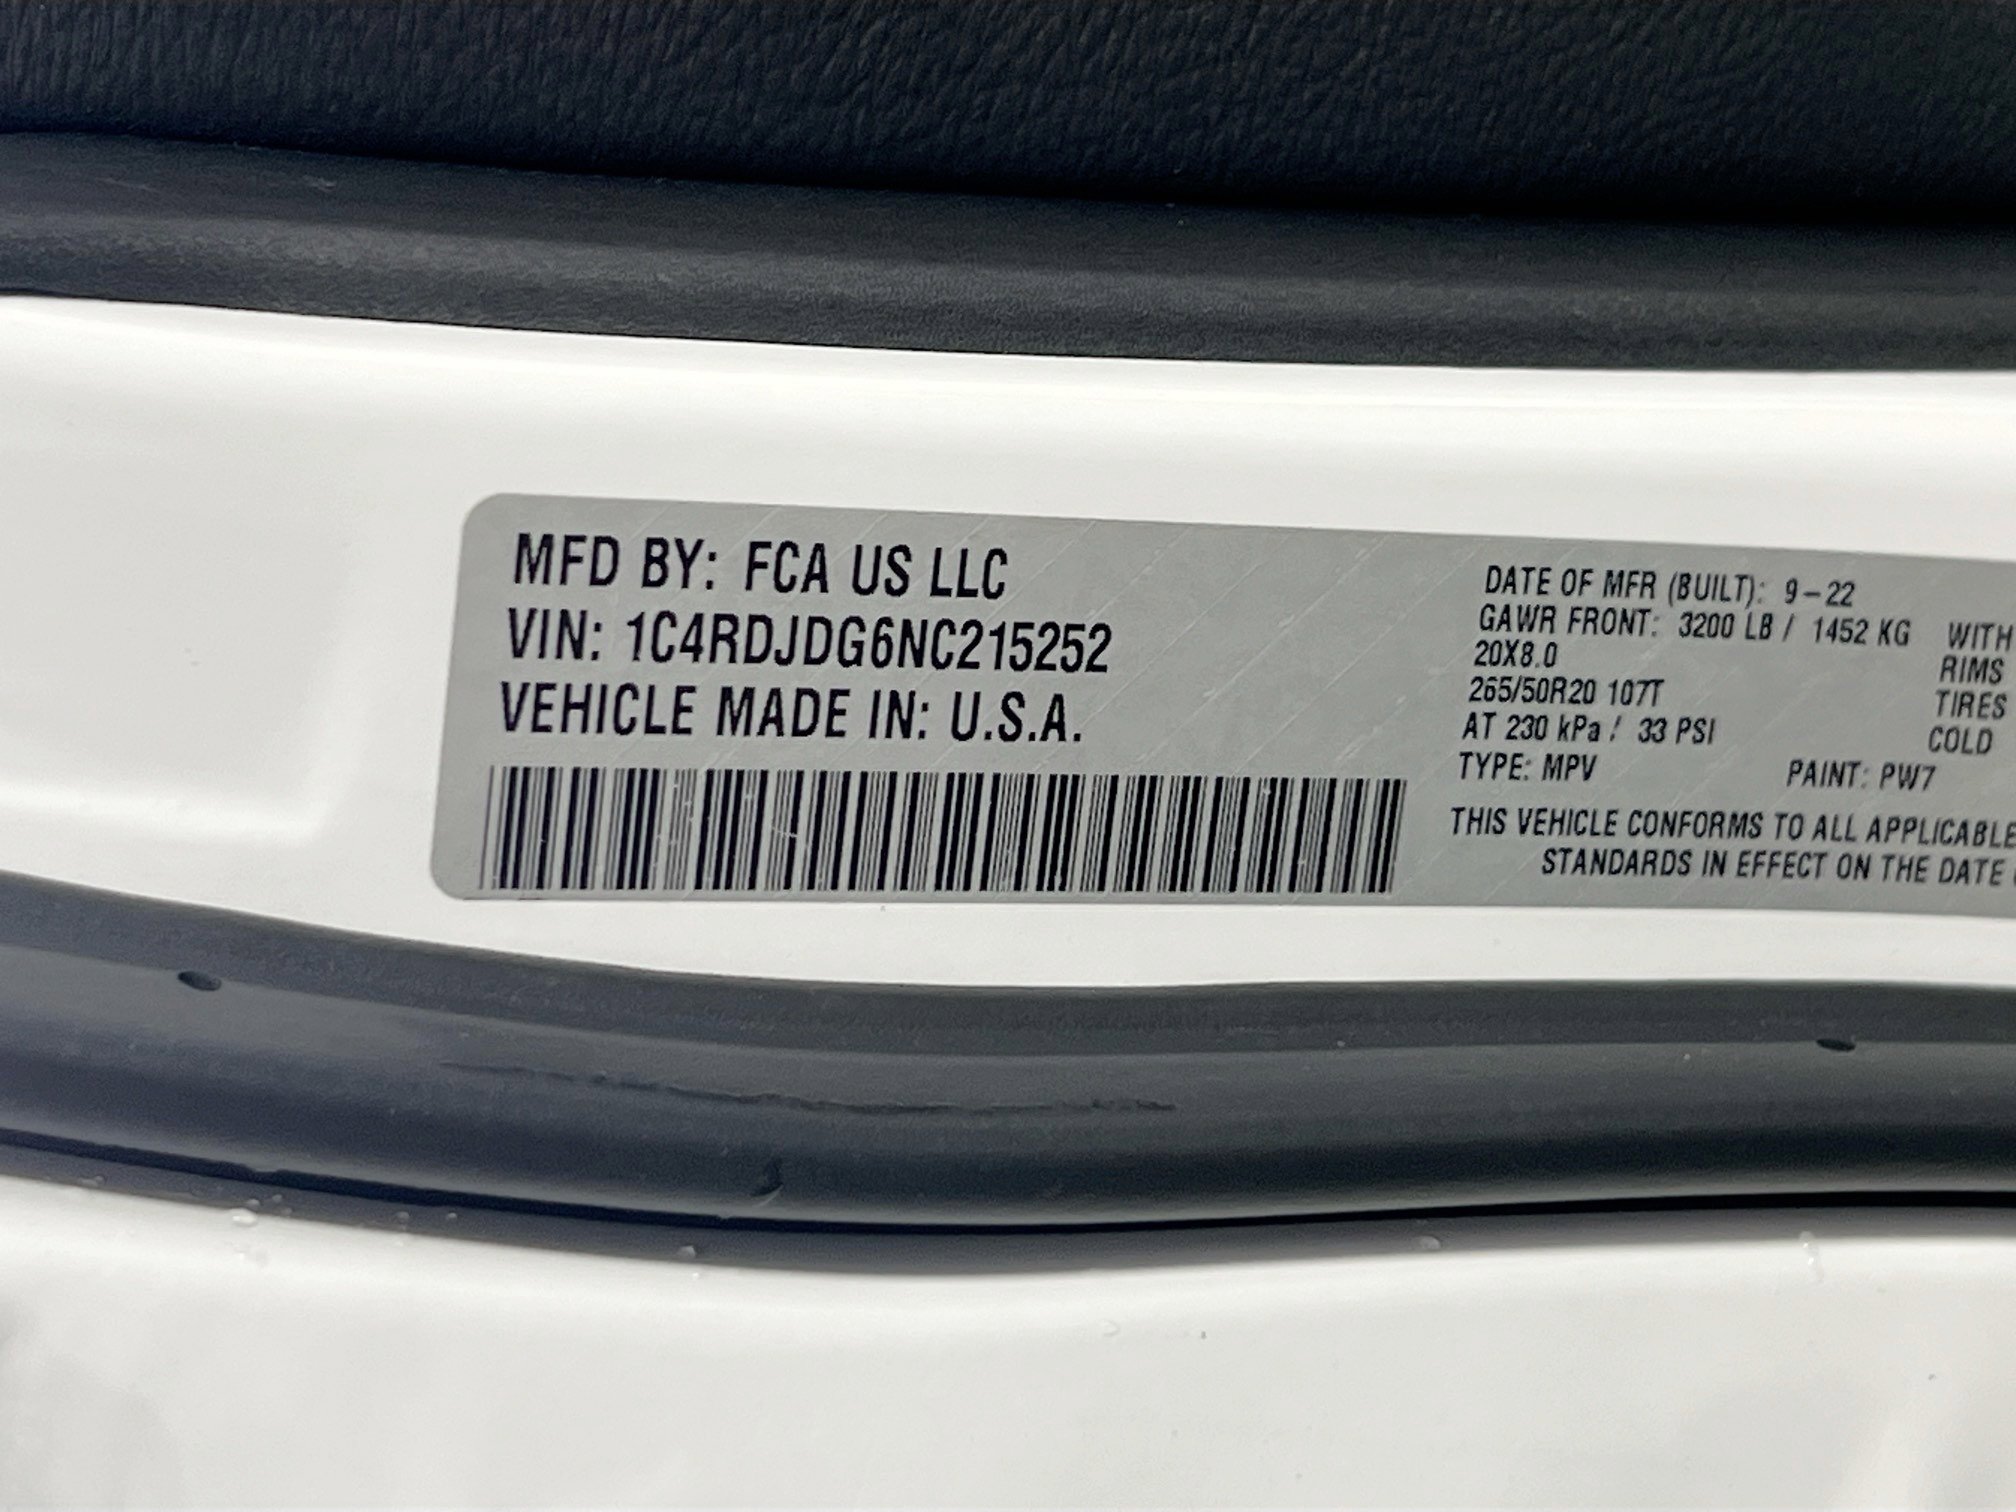 MFD BY: FCA US LLC
VIN: 1C4RDJDG6NC215252
VEHICLE MADE IN: U.S.A.
DATE OF MFR (BUILT): 9-22
GAWR FRONT: 3200 LB / 1452 KG WITH
20X8.0 RIMS
265/50R20 107T TIRES
AT 230 kPa / 33 PSI COLD
TYPE: MPV PAINT: PW7
THIS VEHICLE CONFORMS TO ALL APPLICABLE
STANDARDS IN EFFECT ON THE DATE